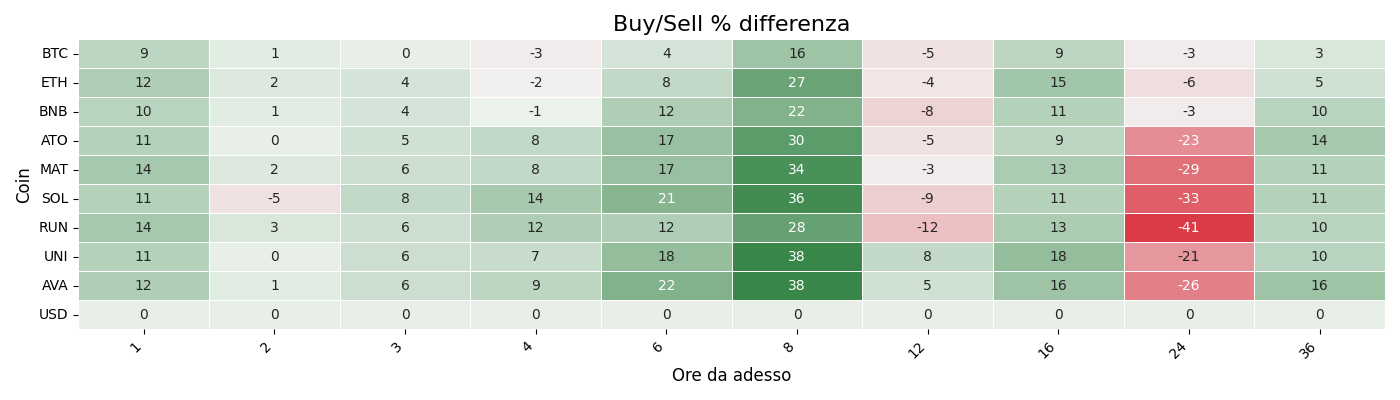 Buy/Sell % differenza
Coin
BTC 9 1 0 -3 4 16 -5 9 -3 3
ETH 12 2 4 -2 8 27 -4 15 -6 5
BNB 10 1 4 -1 12 22 -8 11 -3 10
ATO 11 0 5 8 17 30 -5 9 -23 14
MAT 14 2 6 8 17 34 -3 13 -29 11
SOL 11 -5 8 14 21 36 -9 11 -33 11
RUN 14 3 6 12 12 28 -12 13 -41 10
UNI 11 0 6 7 18 38 8 18 -21 10
AVA 12 1 6 9 22 38 5 16 -26 16
USD 0 0 0 0 0 0 0 0 0 0
1 2 3 4 6 8 12 16 24 36
Ore da adesso